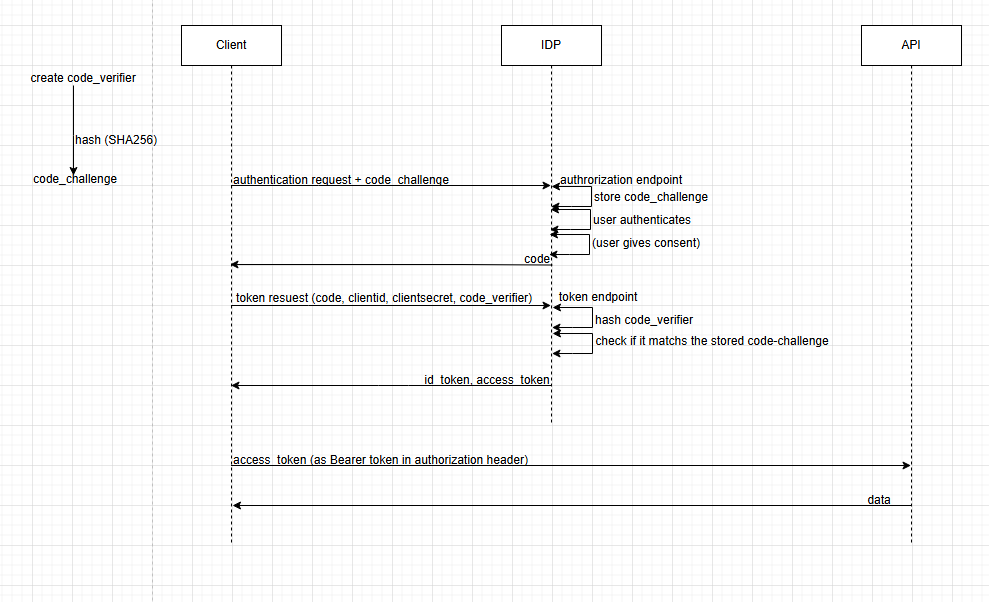 Client
IDP
API
create code_verifier
hash (SHA256)
code_challenge
authentication request + code_challenge
authrorization endpoint
store code_challenge
user authenticates
(user gives consent)
code
token resuest (code, clientid, clientsecret, code_verifier)
token endpoint
hash code_verifier
check if it matchs the stored code-challenge
id_token, access_token
access_token (as Bearer token in authorization header)
data